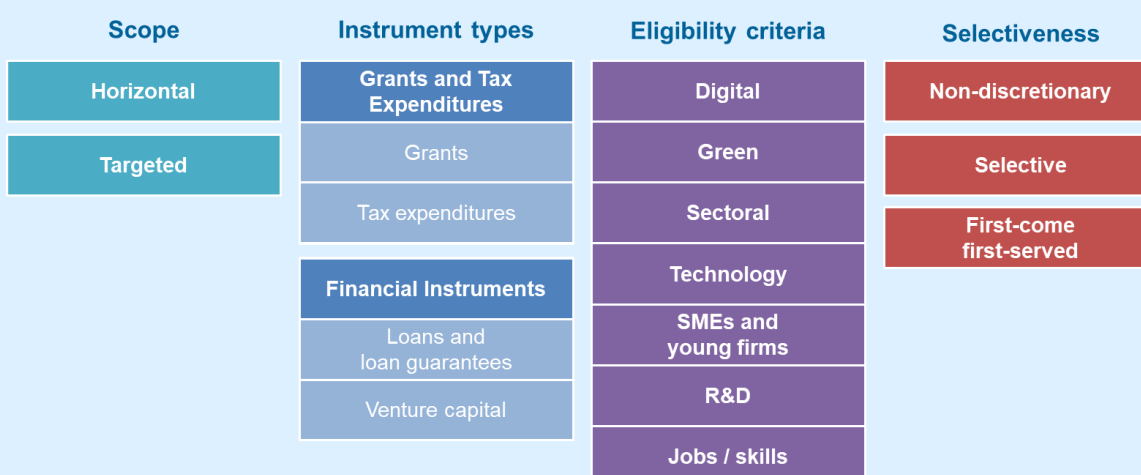 Scope
Horizontal
Targeted
Instrument types
Grants and Tax
Expenditures
Grants
Tax expenditures
Financial Instruments
Loans and
loan guarantees
Venture capital
Eligibility criteria
Digital
Green
Sectoral
Technology
SMEs and
young firms
R&D
Jobs / skills
Selectiveness
Non-discretionary
Selective
First-come
first-served